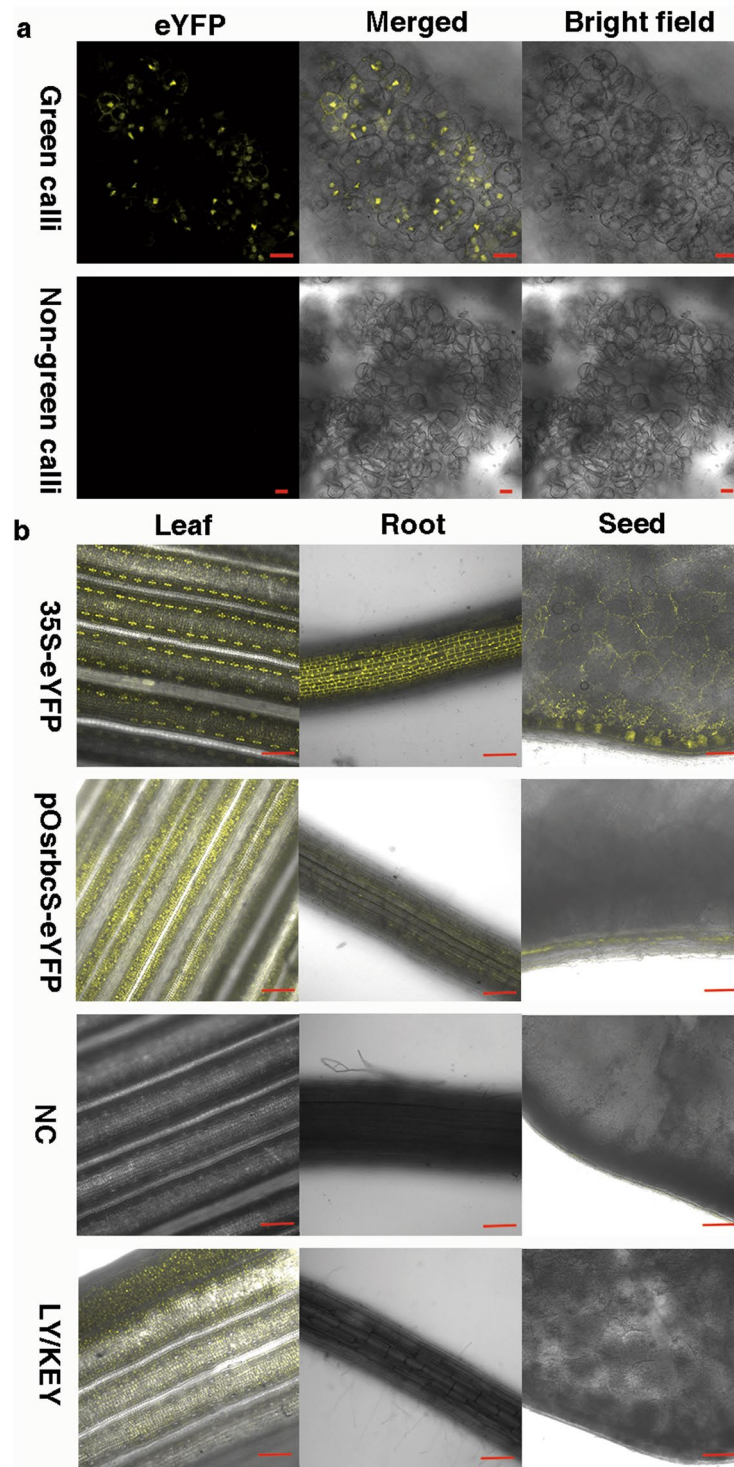 a
eYFP Merged Bright field
Green calli
Non-green calli
b
Leaf Root Seed
35S-eYFP
pOsrbcS-eYFP
NC
LY/KEY